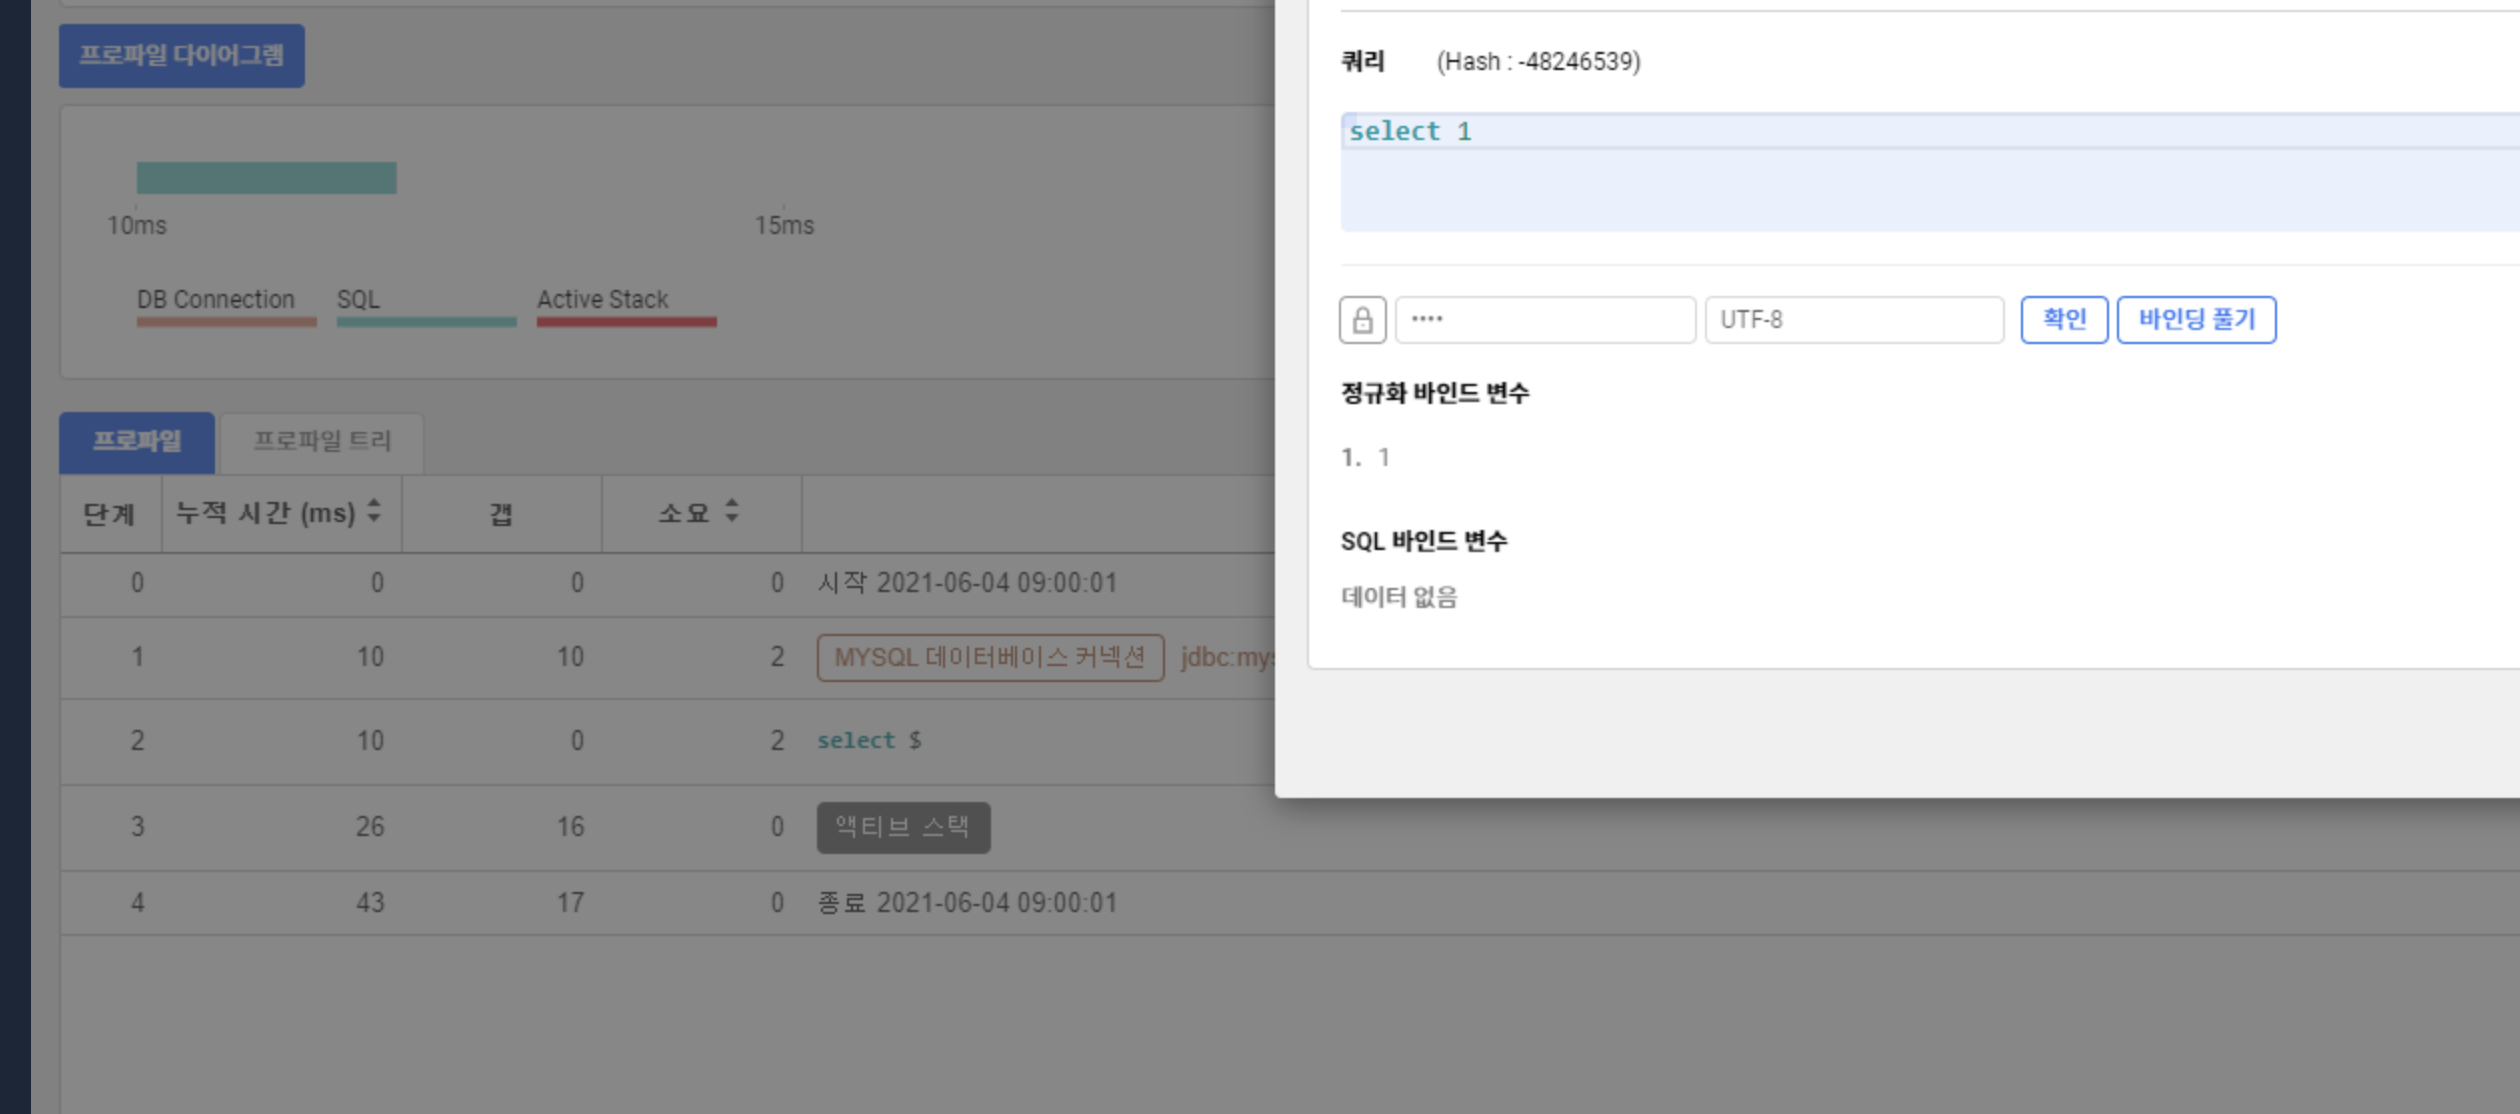 프로파일 다이어그램
10ms 15ms
DB Connection SQL Active Stack
프로파일 프로파일 트리
단계 누적 시간 (ms) 갭 소요
0 0 0 0 시작 2021-06-04 09:00:01
1 10 10 2 MYSQL 데이터베이스 커넥션 jdbc:mys
2 10 0 2 select $
3 26 16 0 액티브 스택
4 43 17 0 종료 2021-06-04 09:00:01
쿼리 (Hash : -48246539)
select 1
•••• UTF-8 확인 바인딩 풀기
정규화 바인드 변수
1. 1
SQL 바인드 변수
데이터 없음